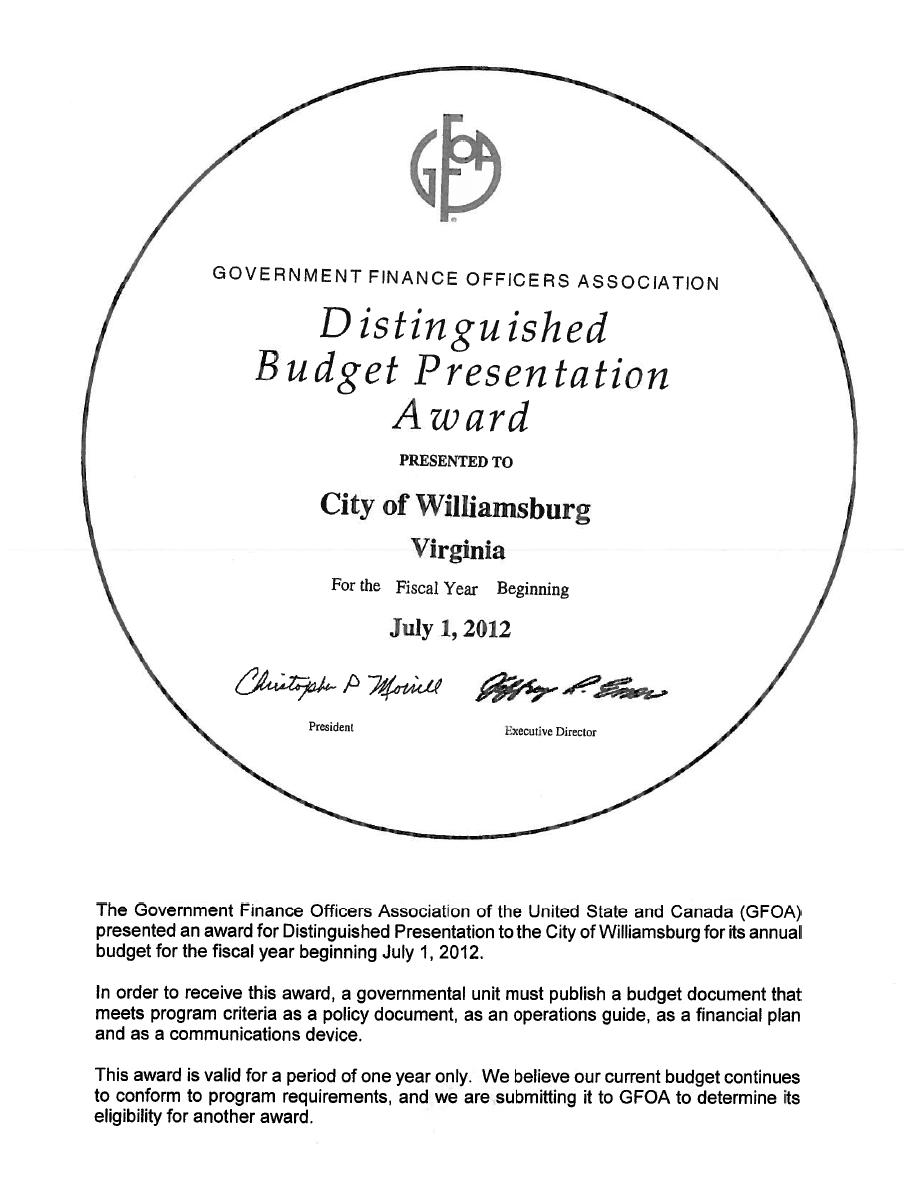 GFOA
GOVERNMENT FINANCE OFFICERS ASSOCIATION
Distinguished
Budget Presentation
Award
PRESENTED TO
City of Williamsburg
Virginia
For the Fiscal Year Beginning
July 1, 2012
Christopher P Morrill Jeffrey R. Enser
President Executive Director
The Government Finance Officers Association of the United State and Canada (GFOA)
presented an award for Distinguished Presentation to the City of Williamsburg for its annual
budget for the fiscal year beginning July 1, 2012.
In order to receive this award, a governmental unit must publish a budget document that
meets program criteria as a policy document, as an operations guide, as a financial plan
and as a communications device.
This award is valid for a period of one year only. We believe our current budget continues
to conform to program requirements, and we are submitting it to GFOA to determine its
eligibility for another award.